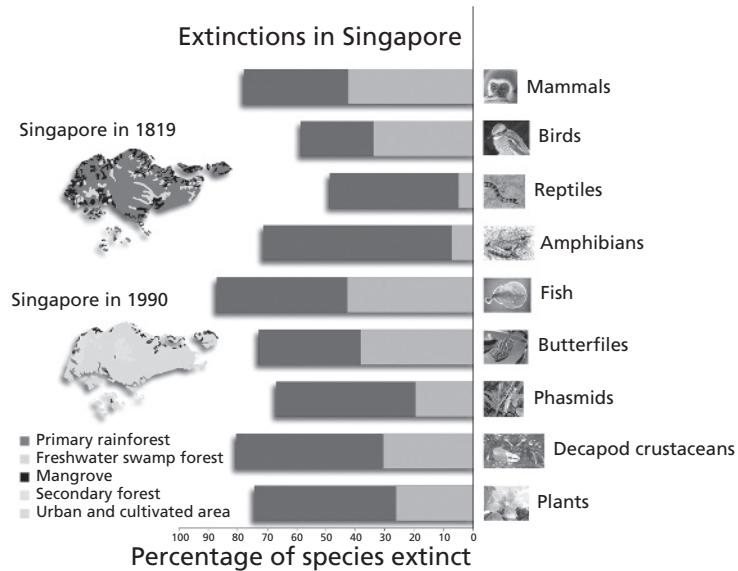 Extinctions in Singapore
Mammals
Singapore in 1819
Birds
Reptiles
Amphibians
Singapore in 1990
Fish
Butterfiles
Phasmids
Primary rainforest
Freshwater swamp forest
Mangrove
Secondary forest
Urban and cultivated area
Decapod crustaceans
Plants
100 90 80 70 60 50 40 30 20 10 0
Percentage of species extinct